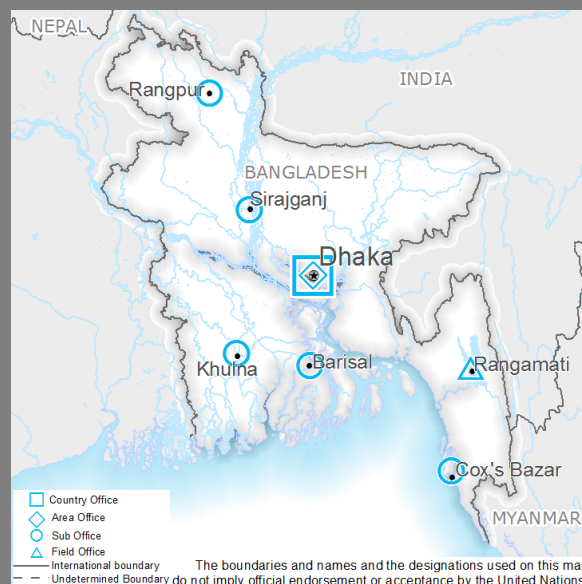 NEPAL
INDIA
Rangpur
BANGLADESH
Sirajganj
Dhaka
Khulna
Barisal
Rangamati
Cox's Bazar
MYANMAR
Country Office
Area Office
Sub Office
Field Office
International boundary
Undetermined Boundary
The boundaries and names and the designations used on this ma
do not imply official endorsement or acceptance by the United Natio